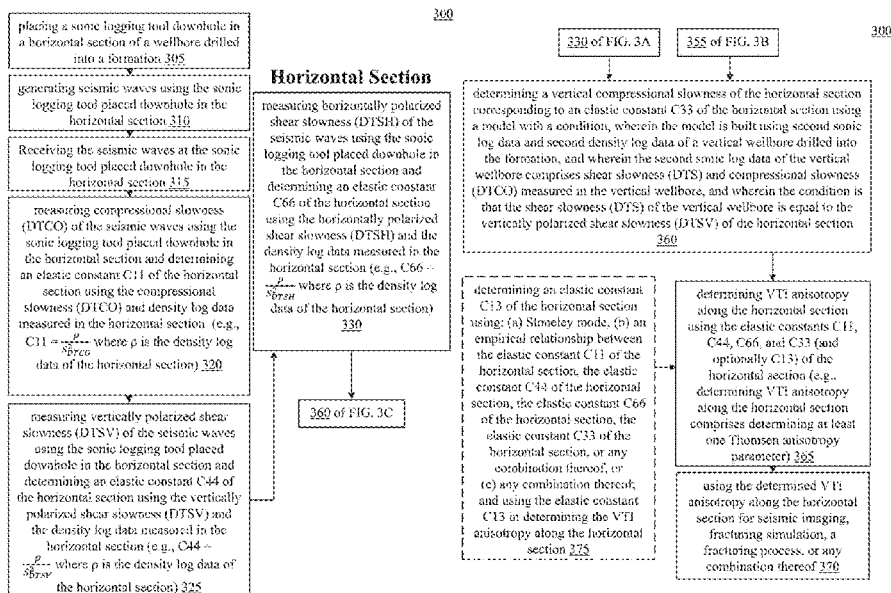 300
placing a sonic logging tool downhole in
a horizontal section of a wellbore drilled
into a formation 305
generating seismic waves using the sonic
logging tool placed downhole in the
horizontal section 310
Receiving the seismic waves at the sonic
logging tool placed downhole in the
horizontal section 315
measuring compressional slowness
(DTCO) of the seismic waves using the
sonic logging tool placed downhole in
the horizontal section and determining
an elastic constant C11 of the horizontal
section using the compressional
slowness (DTCO) and density log data
measured in the horizontal section (e.g.,
C11 = ρ/S²DTCO where ρ is the density log
data of the horizontal section) 320
measuring vertically polarized shear
slowness (DTSV) of the seismic waves
using the sonic logging tool placed
downhole in the horizontal section and
determining an elastic constant C44 of
the horizontal section using the vertically
polarized shear slowness (DTSV) and
the density log data measured in the
horizontal section (e.g., C44 =
ρ/S²DTSV where ρ is the density log data of
the horizontal section) 325
Horizontal Section
measuring horizontally polarized
shear slowness (DTSH) of the
seismic waves using the sonic
logging tool placed downhole in
the horizontal section and
determining an elastic constant
C66 of the horizontal section
using the horizontally polarized
shear slowness (DTSH) and the
density log data measured in the
horizontal section (e.g., C66 =
ρ/S²DTSH where ρ is the density log
data of the horizontal section)
330
360 of FIG. 3C
300
330 of FIG. 3A
355 of FIG. 3B
determining a vertical compressional slowness of the horizontal section
corresponding to an elastic constant C33 of the horizontal section using
a model with a condition, wherein the model is built using second sonic
log data and second density log data of a vertical wellbore drilled into
the formation, and wherein the second sonic log data of the vertical
wellbore comprises shear slowness (DTS) and compressional slowness
(DTCO) measured in the vertical wellbore, and wherein the condition is
that the shear slowness (DTS) of the vertical wellbore is equal to the
vertically polarized shear slowness (DTSV) of the horizontal section
360
determining an elastic constant
C13 of the horizontal section
using: (a) Stoneley mode, (b) an
empirical relationship between
the elastic constant C11 of the
horizontal section, the elastic
constant C44 of the horizontal
section, the elastic constant C66
of the horizontal section, the
elastic constant C33 of the
horizontal section, or any
combination thereof, or
(c) any combination thereof;
and using the elastic constant
C13 in determining the VTI
anisotropy along the horizontal
section 375
determining VTI anisotropy
along the horizontal section
using the elastic constants C11,
C44, C66, and C33 (and
optionally C13) of the
horizontal section (e.g.,
determining VTI anisotropy
along the horizontal section
comprises determining at least
one Thomsen anisotropy
parameter) 365
using the determined VTI
anisotropy along the horizontal
section for seismic imaging,
fracturing simulation, a
fracturing process, or any
combination thereof 370